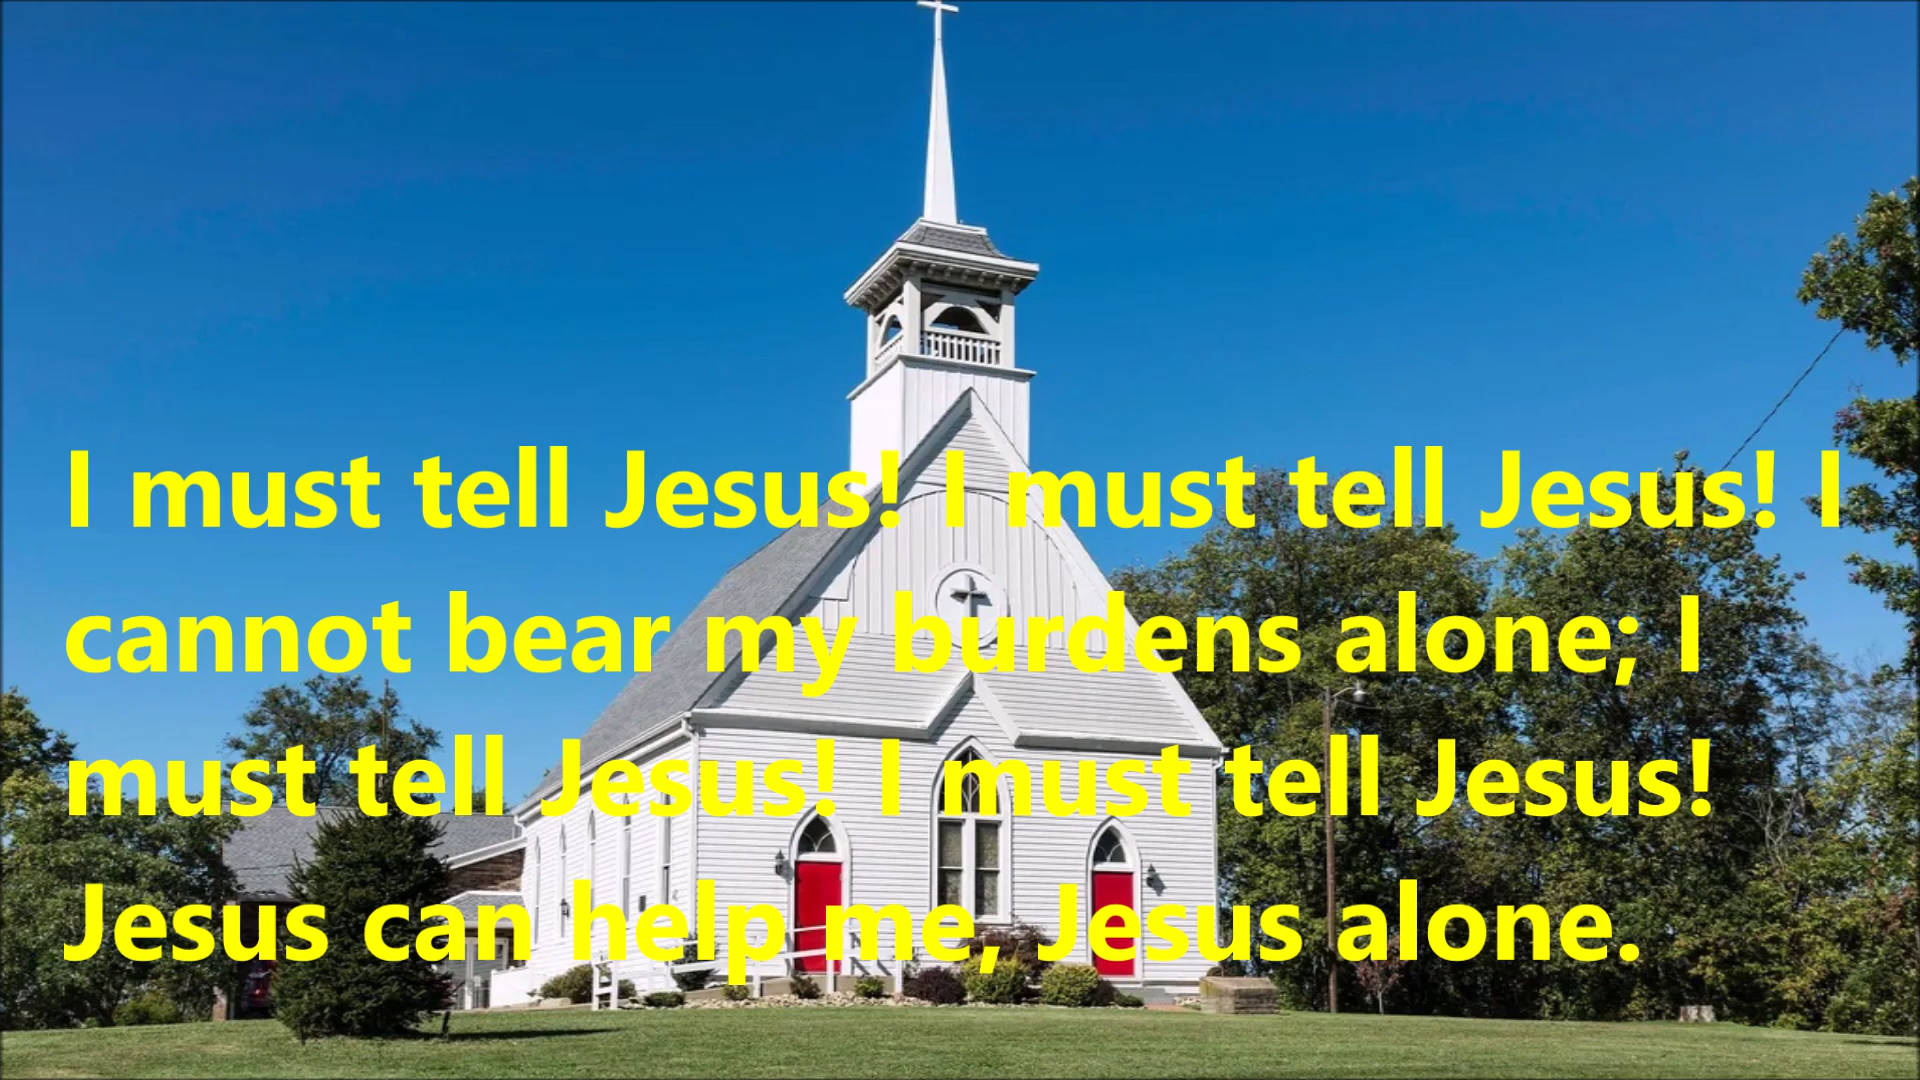 I must tell Jesus! I must tell Jesus! I
cannot bear my burdens alone; I
must tell Jesus! I must tell Jesus!
Jesus can help me, Jesus alone.